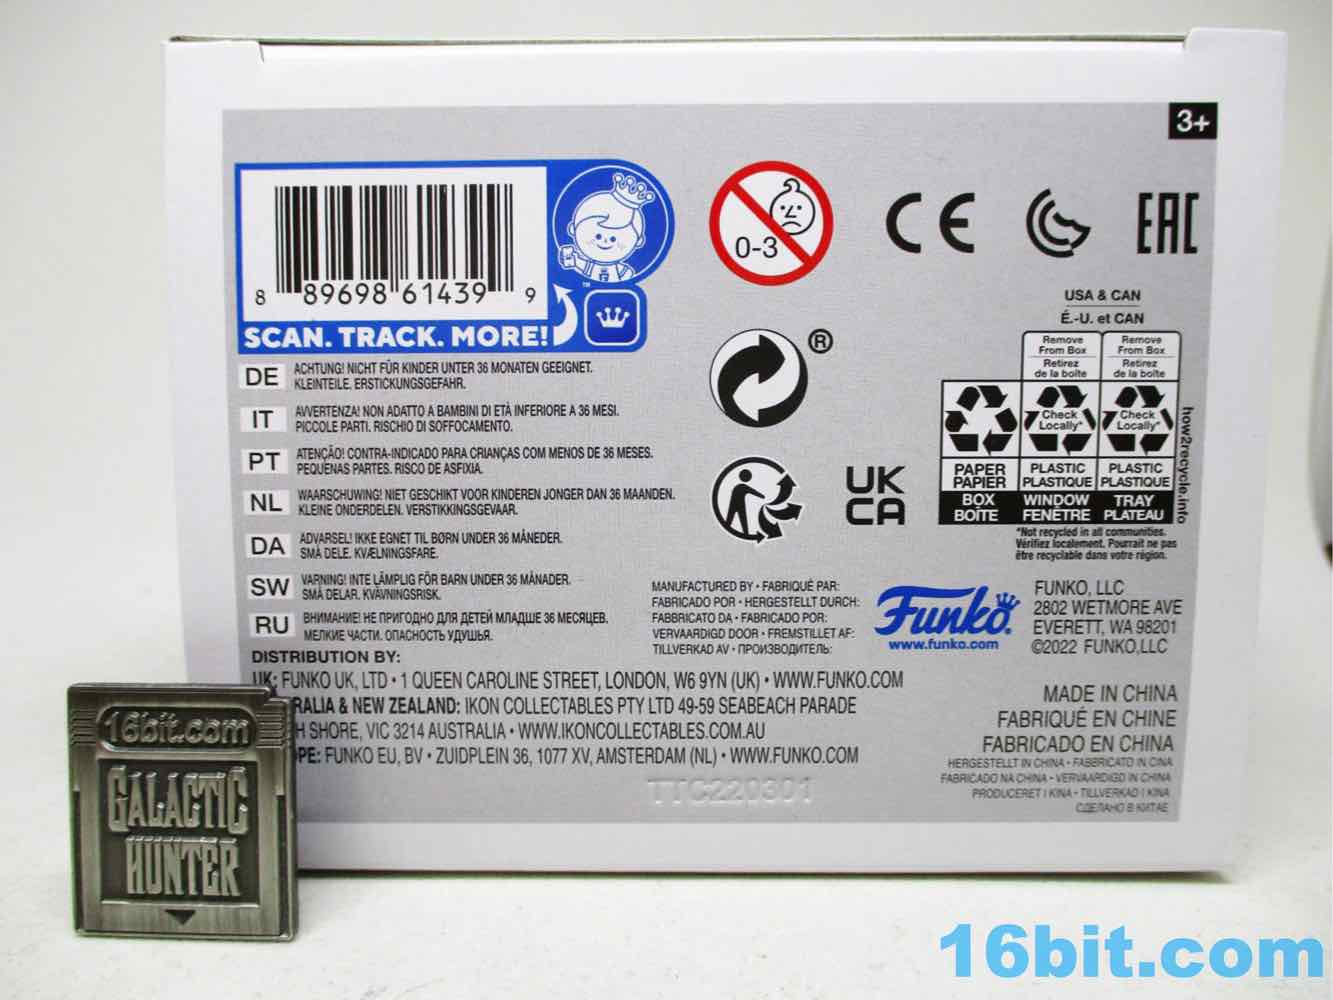 3+
8 89698 61439 9
™
SCAN. TRACK. MORE!
0-3
CE
EAC
USA & CAN
É.-U. et CAN
Remove
From Box
Retirez
de la boîte
Remove
From Box
Retirez
de la boîte
Check
Locally*
Check
Locally*
PAPER
PAPIER
PLASTIC
PLASTIQUE
PLASTIC
PLASTIQUE
BOX
BOÎTE
WINDOW
FENÊTRE
TRAY
PLATEAU
how2recycle.info
*Not recycled in all communities.
Vérifiez localement. Pourrait ne pas
être recyclable dans votre région.
®
UK
CA
DE ACHTUNG! NICHT FÜR KINDER UNTER 36 MONATEN GEEIGNET.
KLEINTEILE. ERSTICKUNGSGEFAHR.
IT AVVERTENZA! NON ADATTO A BAMBINI DI ETÀ INFERIORE A 36 MESI.
PICCOLE PARTI. RISCHIO DI SOFFOCAMENTO.
PT ATENÇÃO! CONTRA-INDICADO PARA CRIANÇAS COM MENOS DE 36 MESES.
PEQUENAS PARTES. RISCO DE ASFIXIA.
NL WAARSCHUWING! NIET GESCHIKT VOOR KINDEREN JONGER DAN 36 MAANDEN.
KLEINE ONDERDELEN. VERSTIKKINGSGEVAAR.
DA ADVARSEL! IKKE EGNET TIL BØRN UNDER 36 MÅNEDER.
SMÅ DELE. KVÆLNINGSFARE.
SW VARNING! INTE LÄMPLIG FÖR BARN UNDER 36 MÅNADER.
SMÅ DELAR. KVÄVNINGSRISK.
RU ВНИМАНИЕ! НЕ ПРИГОДНО ДЛЯ ДЕТЕЙ МЛАДШЕ 36 МЕСЯЦЕВ.
МЕЛКИЕ ЧАСТИ. ОПАСНОСТЬ УДУШЬЯ.
MANUFACTURED BY • FABRIQUÉ PAR:
FABRICADO POR • HERGESTELLT DURCH:
FABBRICATO DA • FABRICADO POR:
VERVAARDIGD DOOR • FREMSTILLET AF:
TILLVERKAD AV • ПРОИЗВОДИТЕЛЬ:
Funko®
www.funko.com
FUNKO, LLC
2802 WETMORE AVE
EVERETT, WA 98201
©2022 FUNKO,LLC
DISTRIBUTION BY:
UK: FUNKO UK, LTD • 1 QUEEN CAROLINE STREET, LONDON, W6 9YN (UK) • WWW.FUNKO.COM
RALIA & NEW ZEALAND: IKON COLLECTABLES PTY LTD 49-59 SEABEACH PARADE
H SHORE, VIC 3214 AUSTRALIA • WWW.IKONCOLLECTABLES.COM.AU
OPE: FUNKO EU, BV • ZUIDPLEIN 36, 1077 XV, AMSTERDAM (NL) • WWW.FUNKO.COM
TTC220301
MADE IN CHINA
FABRIQUÉ EN CHINE
FABRICADO EN CHINA
HERGESTELLT IN CHINA • FABBRICATO IN CINA
FABRICADO NA CHINA • VERVAARDIGD IN CHINA
PRODUCERET I KINA • TILLVERKAD I KINA
СДЕЛАНО В КИТАЕ
16bit.com
GALACTIC
HUNTER
16bit.com